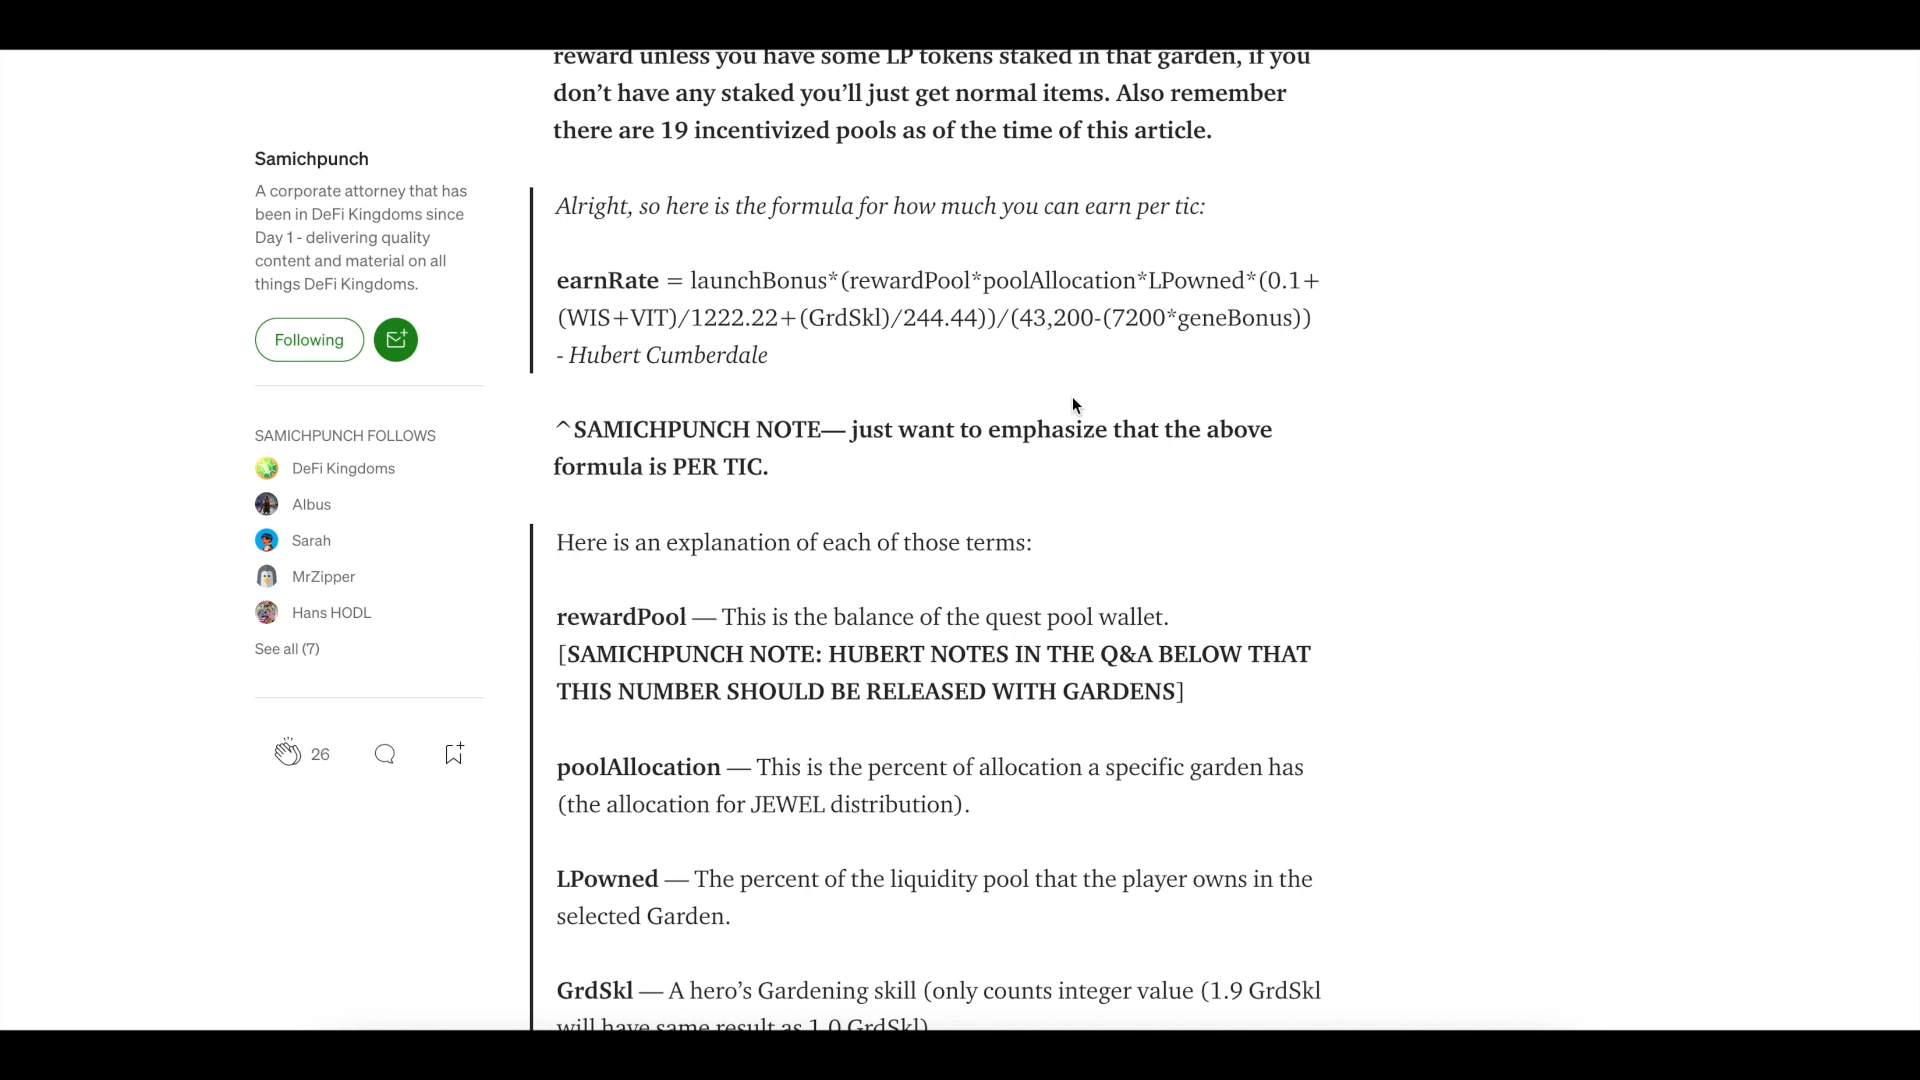 Samichpunch
A corporate attorney that has
been in DeFi Kingdoms since
Day 1 - delivering quality
content and material on all
things DeFi Kingdoms.
Following
SAMICHPUNCH FOLLOWS
DeFi Kingdoms
Albus
Sarah
MrZipper
Hans HODL
See all (7)
26
reward unless you have some LP tokens staked in that garden, if you
don’t have any staked you’ll just get normal items. Also remember
there are 19 incentivized pools as of the time of this article.
Alright, so here is the formula for how much you can earn per tic:
earnRate = launchBonus*(rewardPool*poolAllocation*LPowned*(0.1+
(WIS+VIT)/1222.22+(GrdSkl)/244.44))/(43,200-(7200*geneBonus))
- Hubert Cumberdale
^SAMICHPUNCH NOTE— just want to emphasize that the above
formula is PER TIC.
Here is an explanation of each of those terms:
rewardPool — This is the balance of the quest pool wallet.
[SAMICHPUNCH NOTE: HUBERT NOTES IN THE Q&A BELOW THAT
THIS NUMBER SHOULD BE RELEASED WITH GARDENS]
poolAllocation — This is the percent of allocation a specific garden has
(the allocation for JEWEL distribution).
LPowned — The percent of the liquidity pool that the player owns in the
selected Garden.
GrdSkl — A hero’s Gardening skill (only counts integer value (1.9 GrdSkl
will have same result as 1.0 GrdSkl)